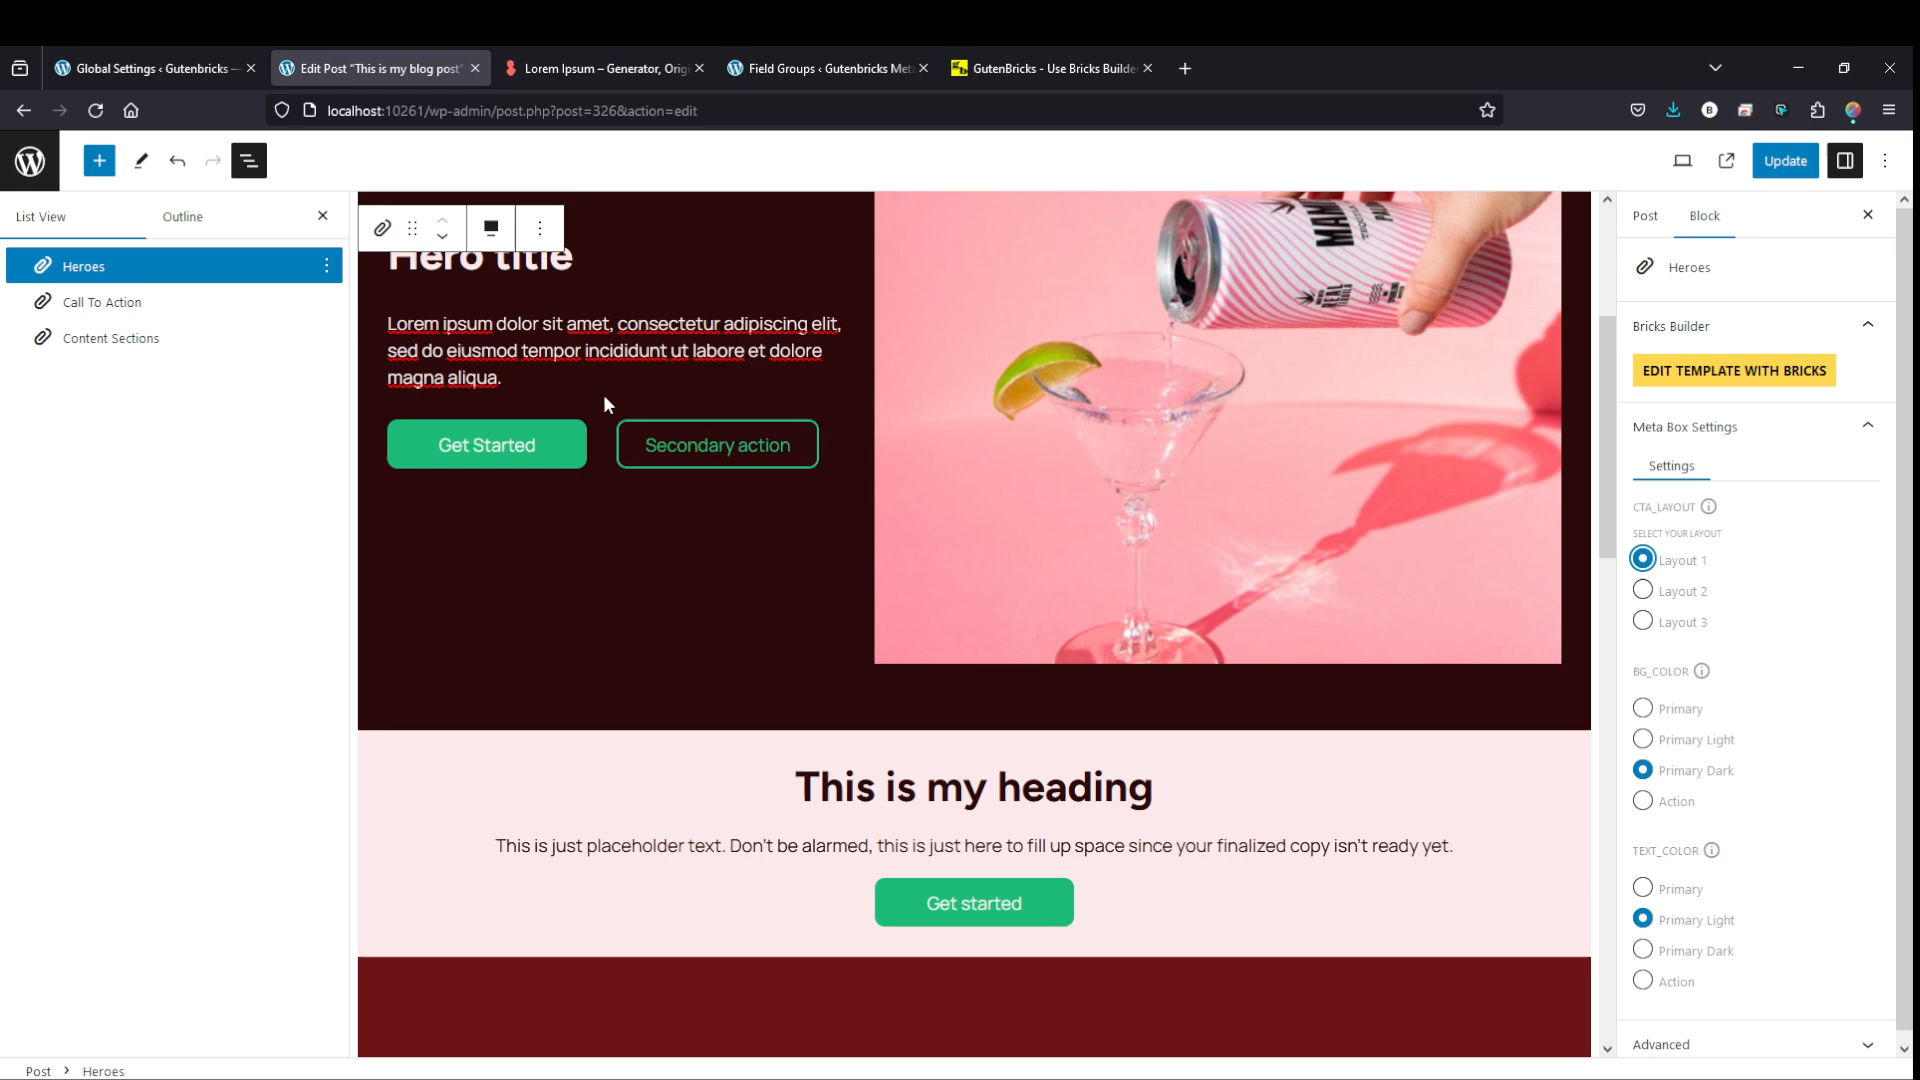 Global Settings ‹ Gutenbricks —
Edit Post "This is my blog post"
Lorem Ipsum – Generator, Orig
Field Groups ‹ Gutenbricks Met
GutenBricks - Use Bricks Builde
localhost:10261/wp-admin/post.php?post=326&action=edit
Update
List View
Outline
Post
Block
Heroes
Call To Action
Content Sections
Hero title
Lorem ipsum dolor sit amet, consectetur adipiscing elit,
sed do eiusmod tempor incididunt ut labore et dolore
magna aliqua.
Get Started
Secondary action
This is my heading
This is just placeholder text. Don't be alarmed, this is just here to fill up space since your finalized copy isn't ready yet.
Get started
Heroes
Bricks Builder
EDIT TEMPLATE WITH BRICKS
Meta Box Settings
Settings
CTA_LAYOUT
SELECT YOUR LAYOUT
Layout 1
Layout 2
Layout 3
BG_COLOR
Primary
Primary Light
Primary Dark
Action
TEXT_COLOR
Primary
Primary Light
Primary Dark
Action
Advanced
Post
Heroes